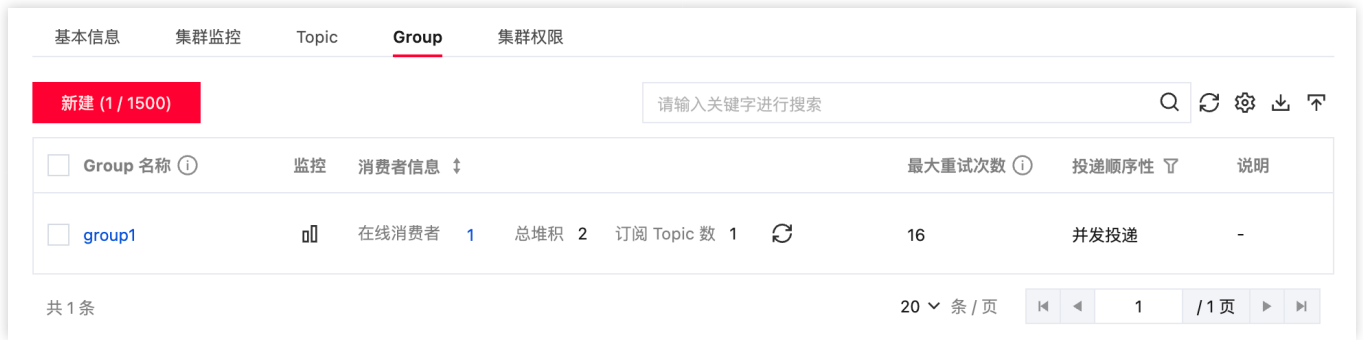 基本信息 集群监控 Topic Group 集群权限
新建 (1 / 1500) 请输入关键字进行搜索
Group 名称 监控 消费者信息 最大重试次数 投递顺序性 说明
group1 在线消费者 1 总堆积 2 订阅 Topic 数 1 16 并发投递 -
共 1 条 20 条 / 页 1 / 1 页